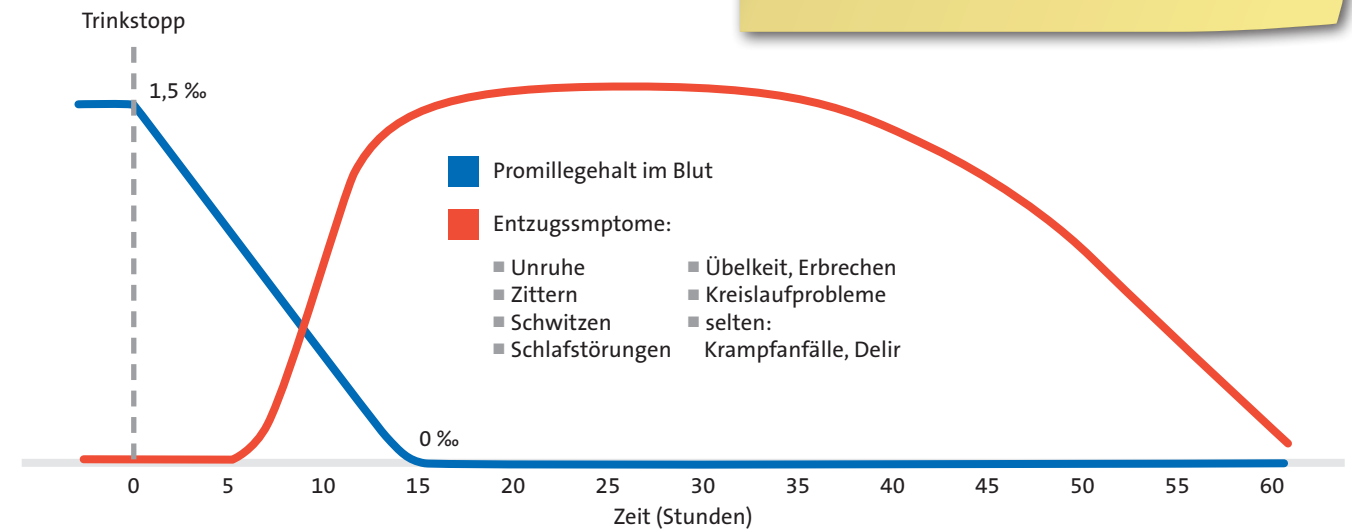 Trinkstopp
1,5 ‰
Promillegehalt im Blut
Entzugssmptome:
Unruhe
Zittern
Schwitzen
Schlafstörungen
Übelkeit, Erbrechen
Kreislaufprobleme
selten:
Krampfanfälle, Delir
0 ‰
0 5 10 15 20 25 30 35 40 45 50 55 60
Zeit (Stunden)